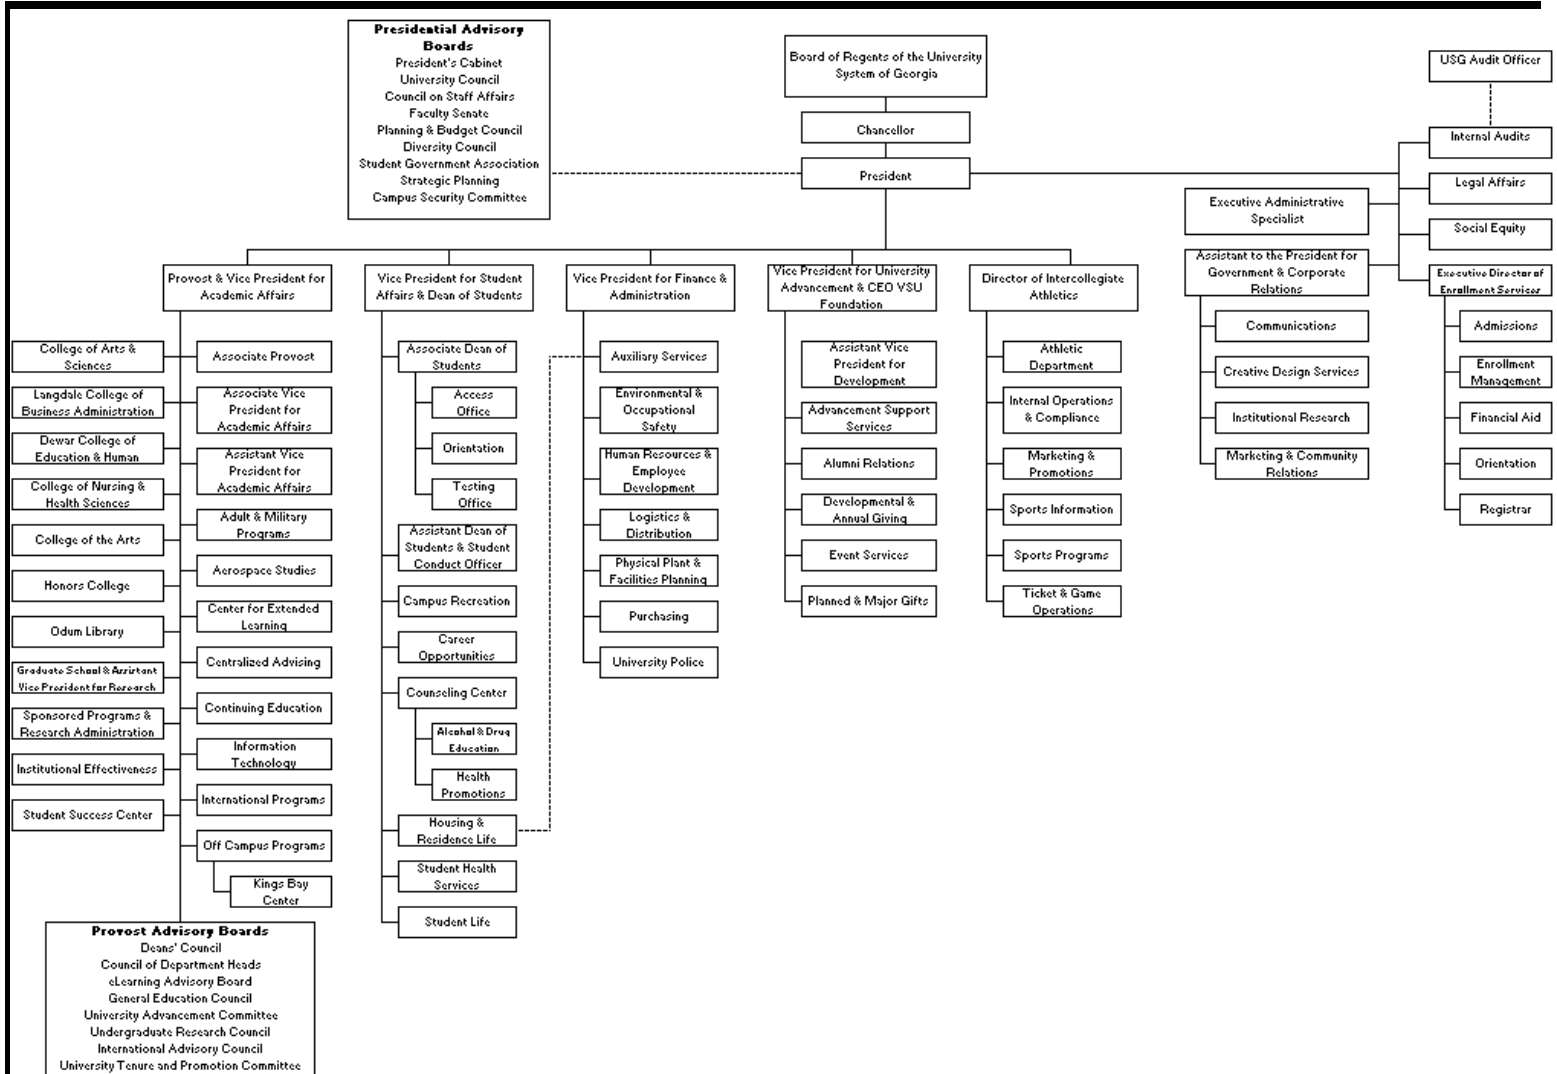 Presidential Advisory
Boards
President's Cabinet
University Council
Council on Staff Affairs
Faculty Senate
Planning & Budget Council
Diversity Council
Student Government Association
Strategic Planning
Campus Security Committee
Board of Regents of the University
System of Georgia
Chancellor
President
USG Audit Officer
Internal Audits
Legal Affairs
Social Equity
Executive Director of
Enrollment Services
Executive Administrative
Specialist
Assistant to the President for
Government & Corporate
Relations
Provost & Vice President for
Academic Affairs
Vice President for Student
Affairs & Dean of Students
Vice President for Finance &
Administration
Vice President for University
Advancement & CEO VSU
Foundation
Director of Intercollegiate
Athletics
College of Arts &
Sciences
Langdale College of
Business Administration
Dewar College of
Education & Human
College of Nursing &
Health Sciences
College of the Arts
Honors College
Odum Library
Graduate School & Assistant
Vice President for Research
Sponsored Programs &
Research Administration
Institutional Effectiveness
Student Success Center
Associate Provost
Associate Vice
President for
Academic Affairs
Assistant Vice
President for
Academic Affairs
Adult & Military
Programs
Aerospace Studies
Center for Extended
Learning
Centralized Advising
Continuing Education
Information
Technology
International Programs
Off Campus Programs
Kings Bay
Center
Provost Advisory Boards
Deans' Council
Council of Department Heads
eLearning Advisory Board
General Education Council
University Advancement Committee
Undergraduate Research Council
International Advisory Council
University Tenure and Promotion Committee
Associate Dean of
Students
Access
Office
Orientation
Testing
Office
Assistant Dean of
Students & Student
Conduct Officer
Campus Recreation
Career
Opportunities
Counseling Center
Alcohol & Drug
Education
Health
Promotions
Housing &
Residence Life
Student Health
Services
Student Life
Auxiliary Services
Environmental &
Occupational
Safety
Human Resources &
Employee
Development
Logistics &
Distribution
Physical Plant &
Facilities Planning
Purchasing
University Police
Assistant Vice
President for
Development
Advancement Support
Services
Alumni Relations
Developmental &
Annual Giving
Event Services
Planned & Major Gifts
Athletic
Department
Internal Operations
& Compliance
Marketing &
Promotions
Sports Information
Sports Programs
Ticket & Game
Operations
Communications
Creative Design Services
Institutional Research
Marketing & Community
Relations
Admissions
Enrollment
Management
Financial Aid
Orientation
Registrar